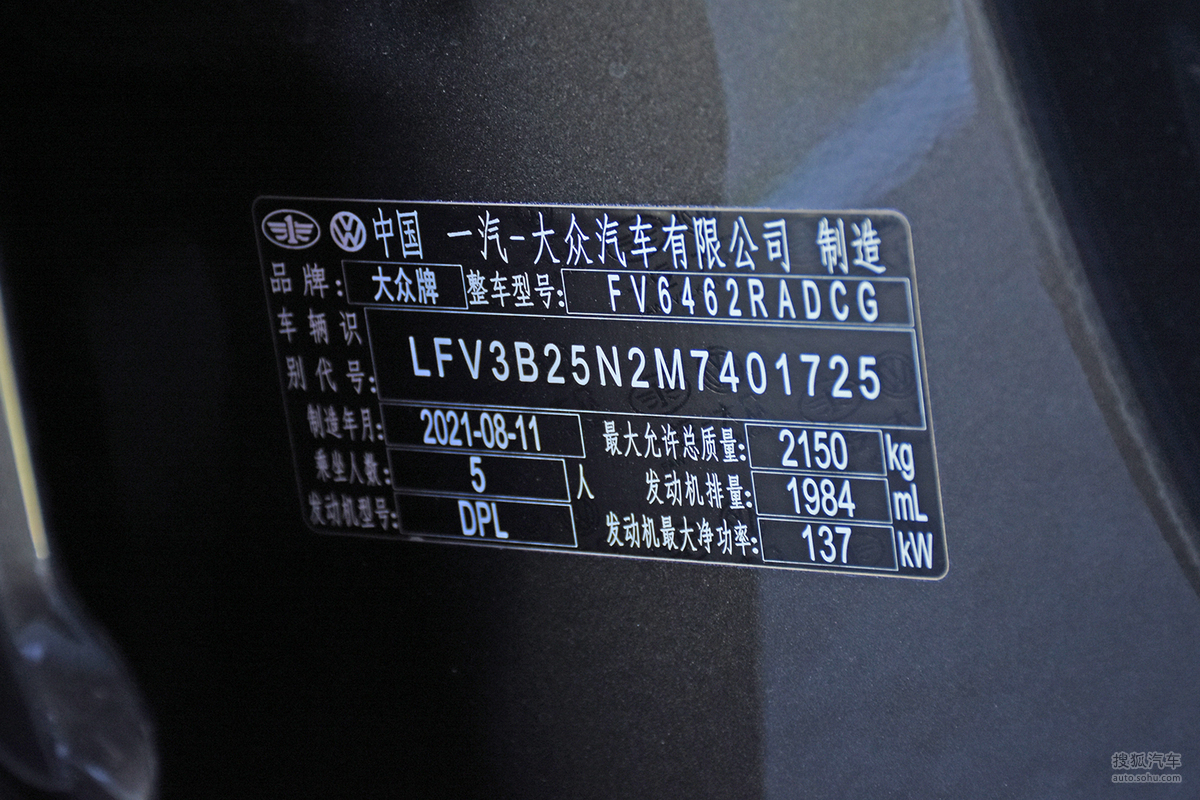 中国 一汽-大众汽车有限公司 制造
品牌: 大众牌 整车型号: FV6462RADCG
车辆识别代号: LFV3B25N2M7401725
制造年月: 2021-08-11 最大允许总质量: 2150 kg
乘坐人数: 5 人 发动机排量: 1984 mL
发动机型号: DPL 发动机最大净功率: 137 kW
搜狐汽车
auto.sohu.com